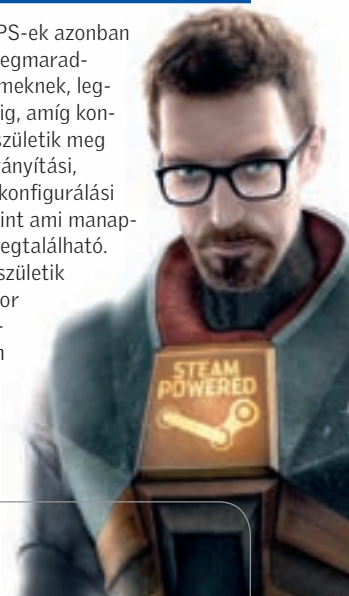 PS-ek azonban
egmarad-
meknek, leg-
ig, amíg kon-
születik meg
ányítási,
konfigurálási
int ami manap-
egtalálható.
születik
or
-
n
STEAM
POWERED